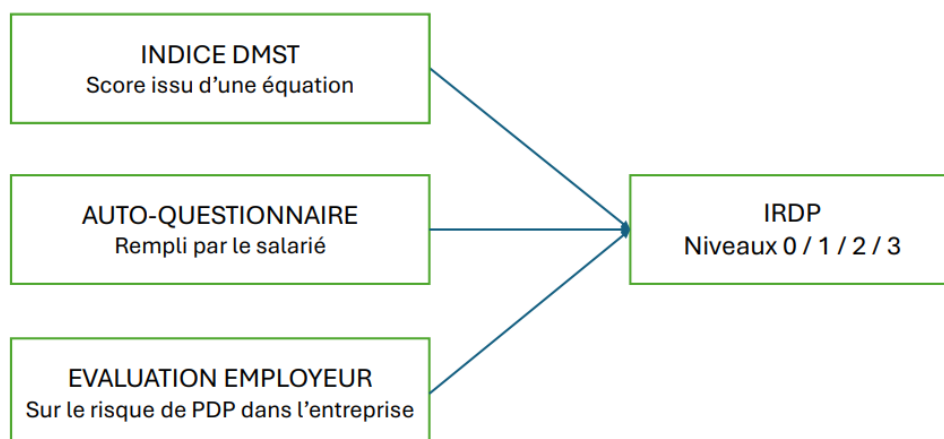 INDICE DMST
Score issu d’une équation
AUTO-QUESTIONNAIRE
Rempli par le salarié
EVALUATION EMPLOYEUR
Sur le risque de PDP dans l’entreprise
IRDP
Niveaux 0 / 1 / 2 / 3